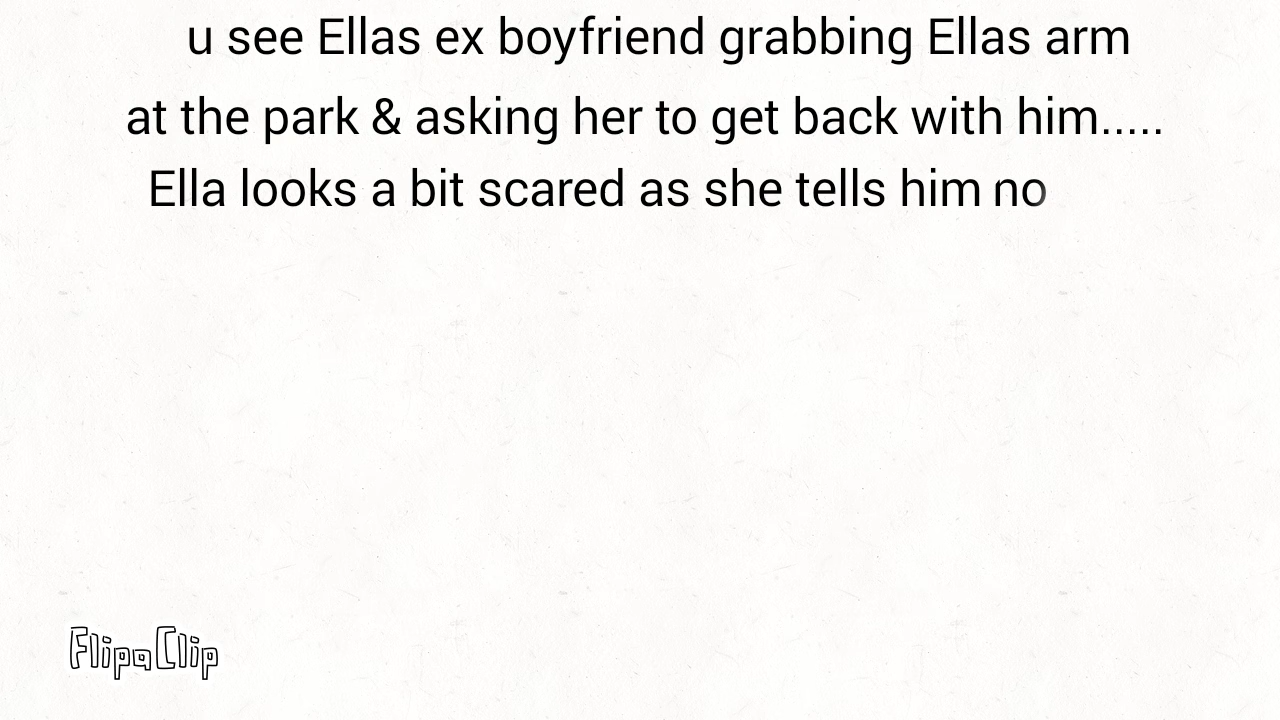 u see Ellas ex boyfriend grabbing Ellas arm
at the park & asking her to get back with him.....
Ella looks a bit scared as she tells him no
FlipaClip